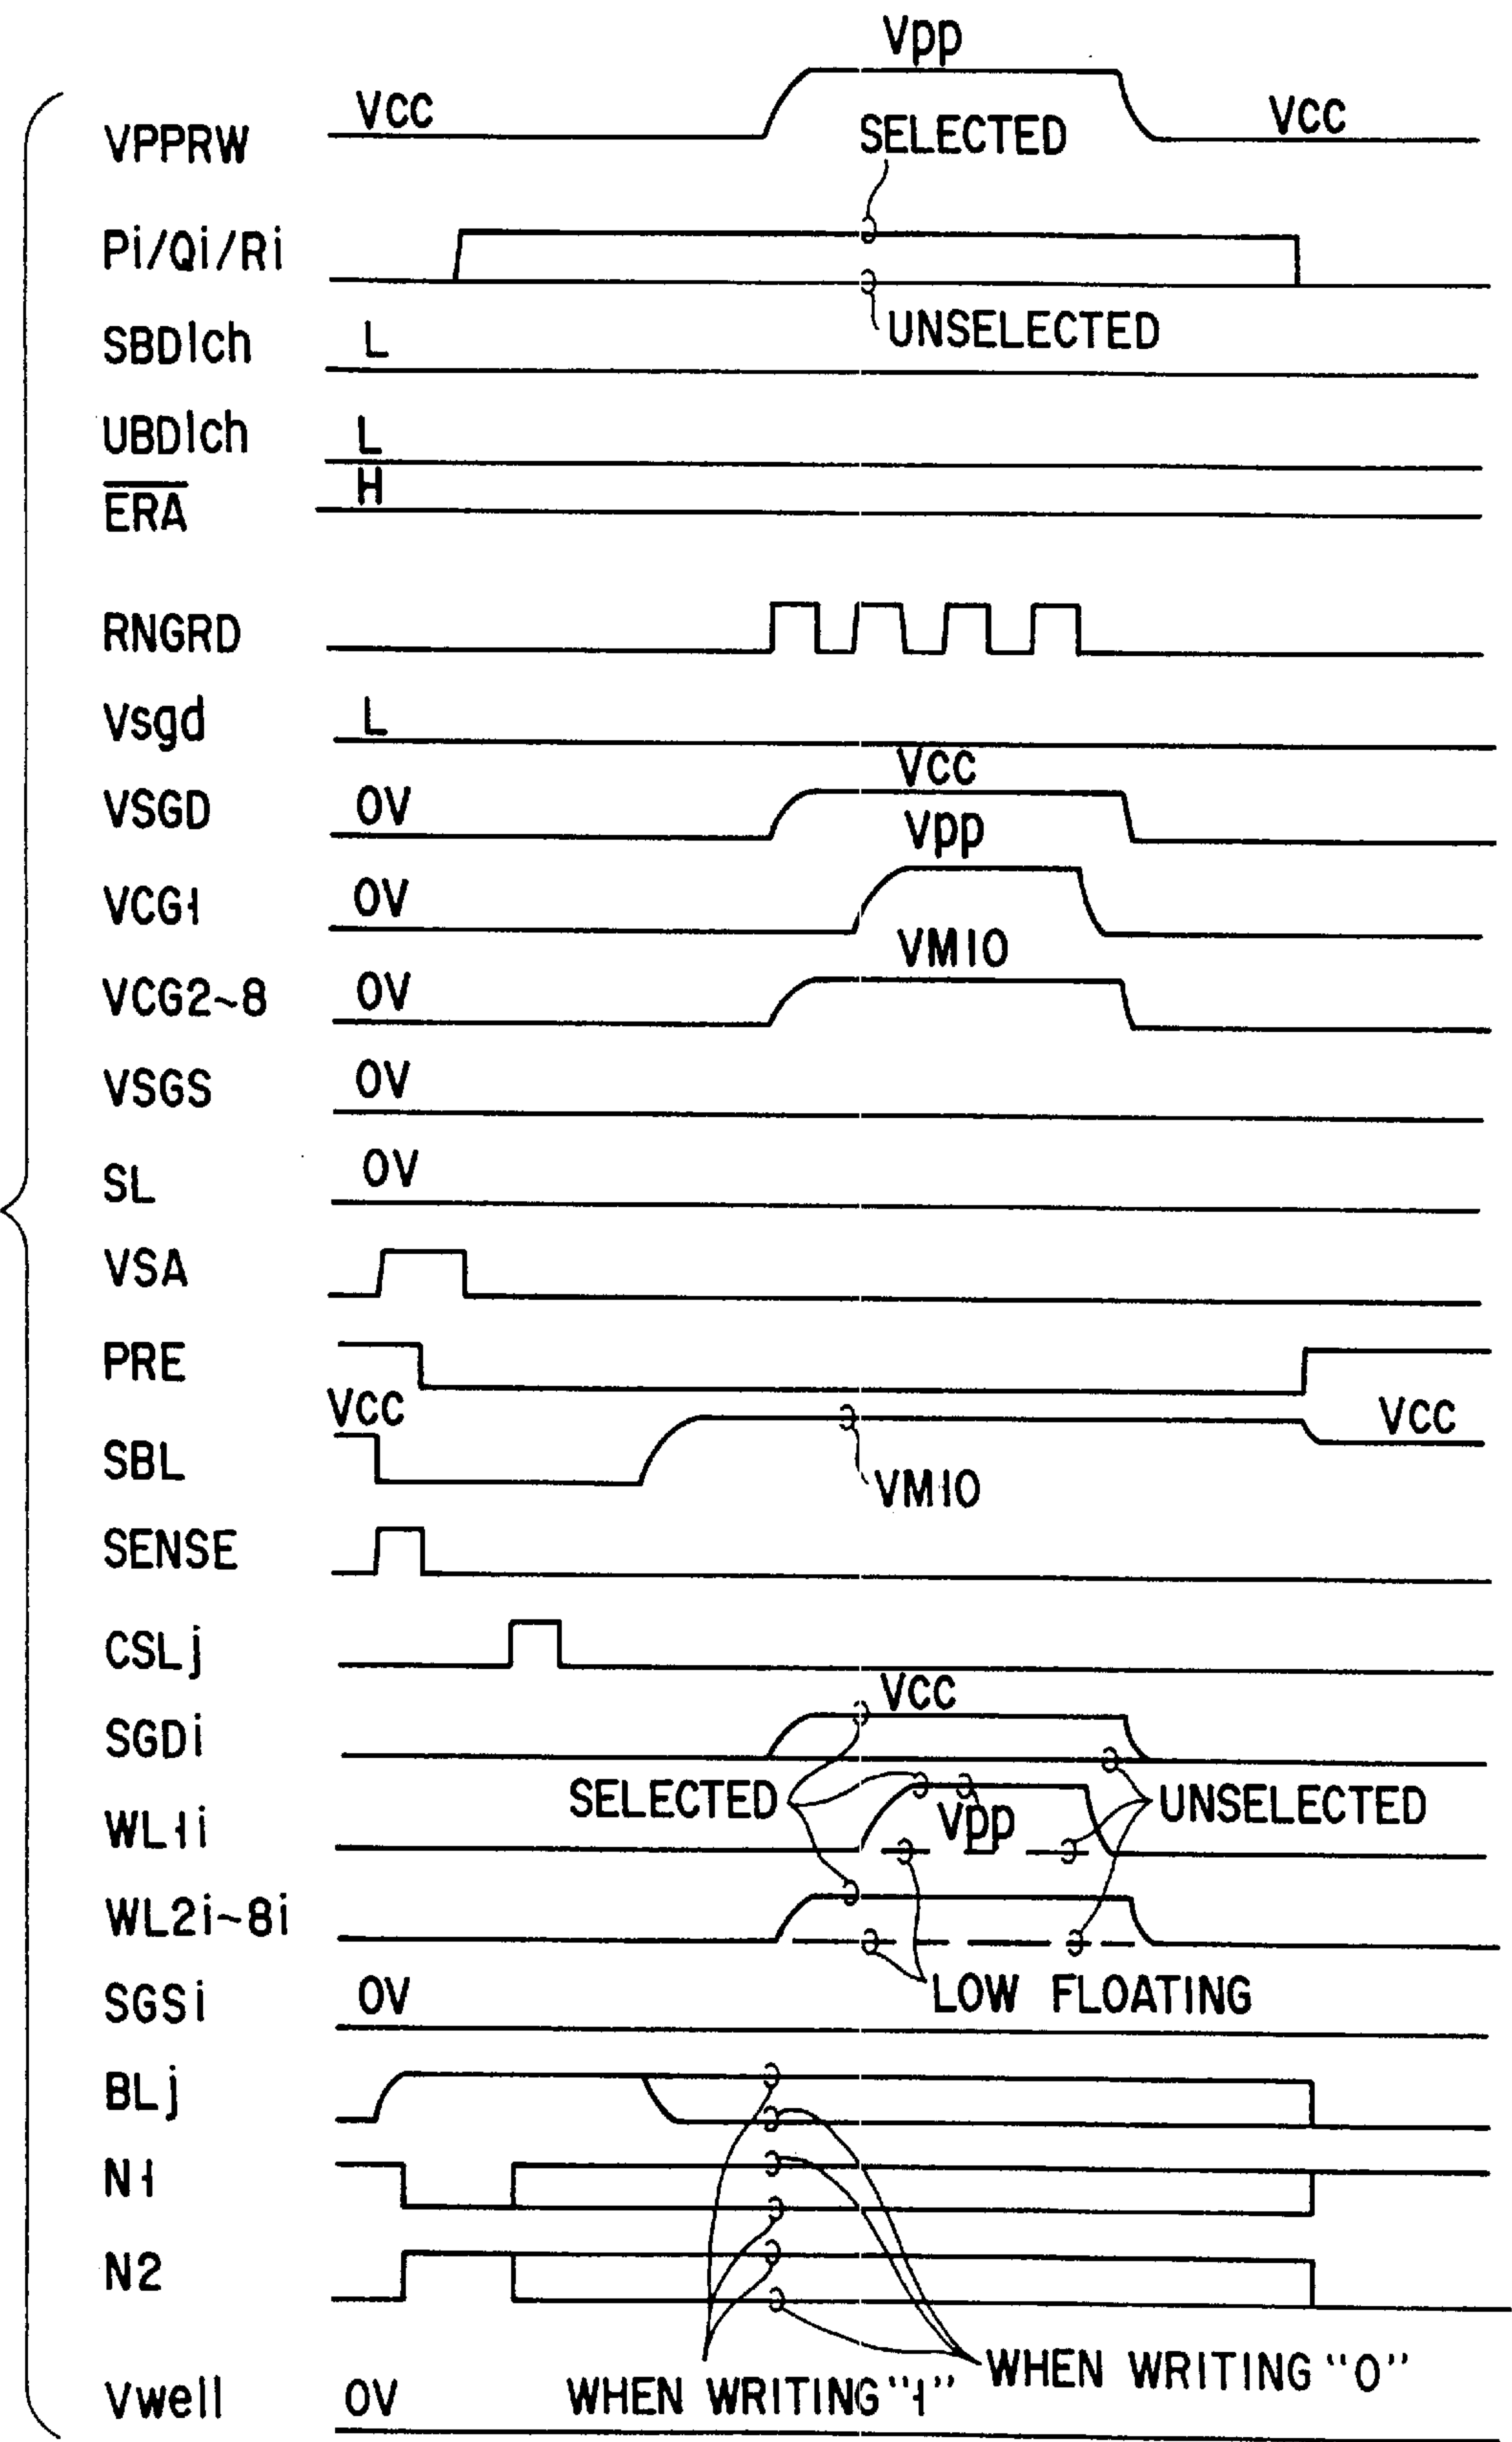 Vpp
VPPRW VCC SELECTED VCC
Pi/Qi/Ri
UNSELECTED
SBDlch L
UBDlch L
ERA H
RNGRD
Vsgd L
VSGD 0V VCC
VCG1 0V Vpp
VCG2~8 0V VM10
VSGS 0V
SL 0V
VSA
PRE
SBL VCC VM10 VCC
SENSE
CSLj
SGDi VCC
SELECTED UNSELECTED
WL1i Vpp
WL2i~8i
LOW FLOATING
SGSi 0V
BLj
N1
N2
WHEN WRITING "0"
Vwell 0V WHEN WRITING "1"